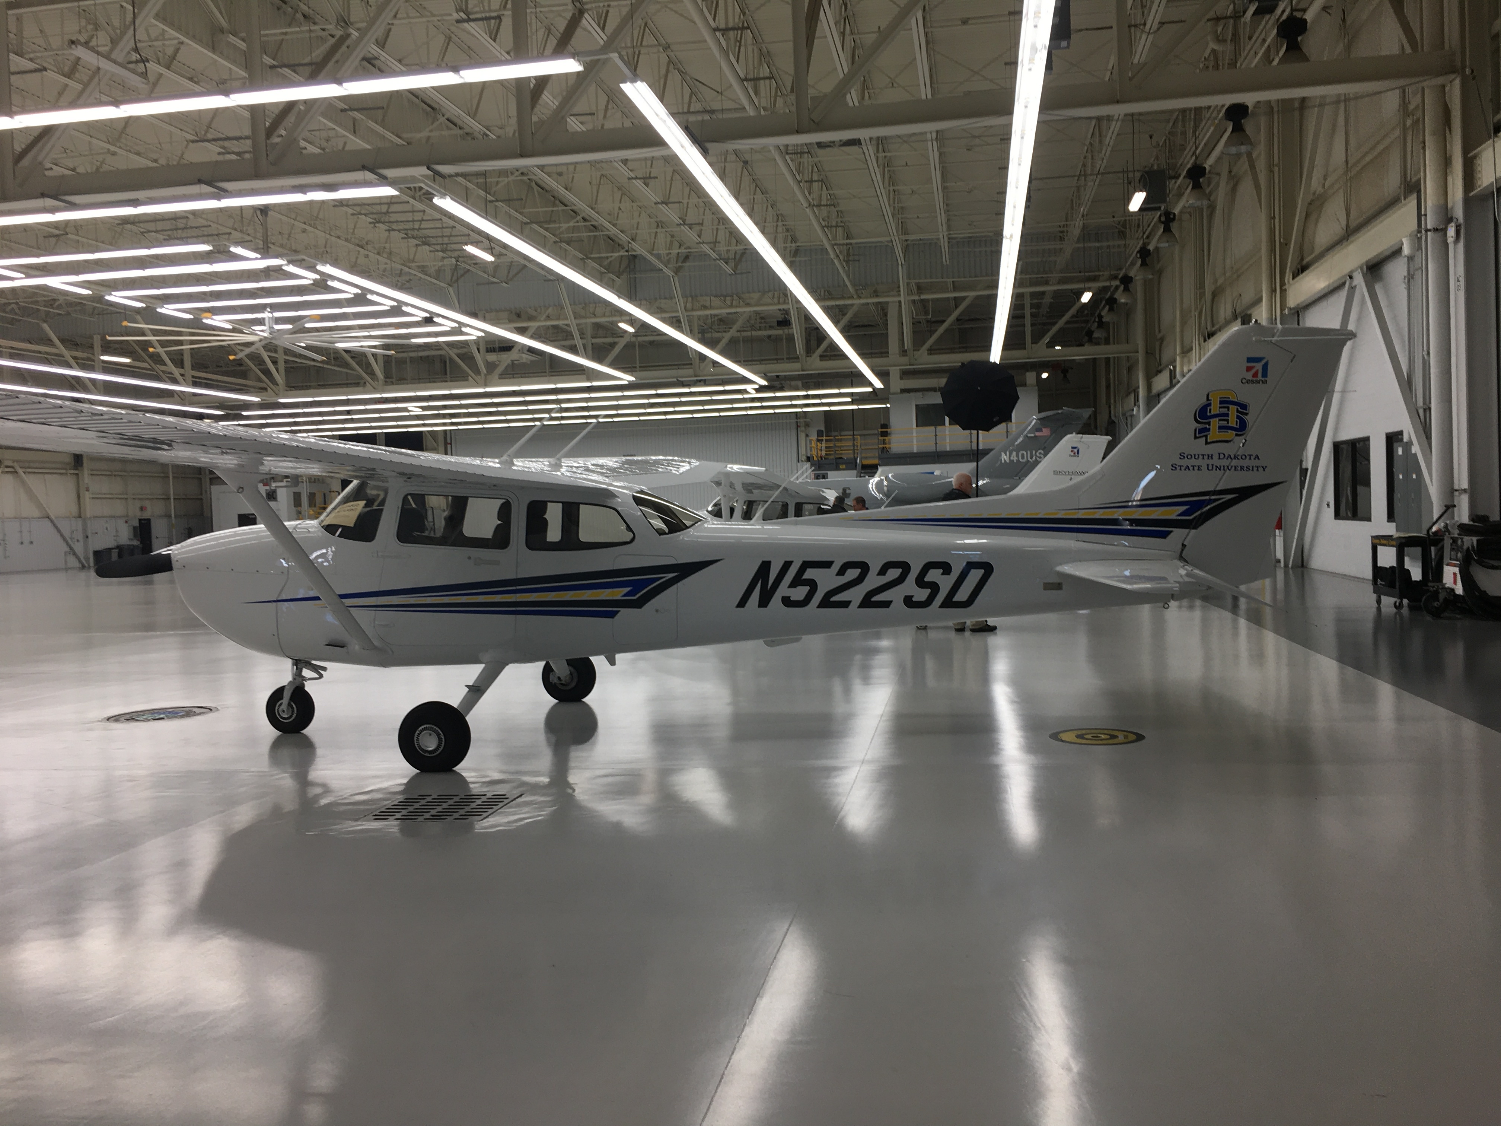 Cessna
SD
SOUTH DAKOTA
STATE UNIVERSITY
N40US
N522SD